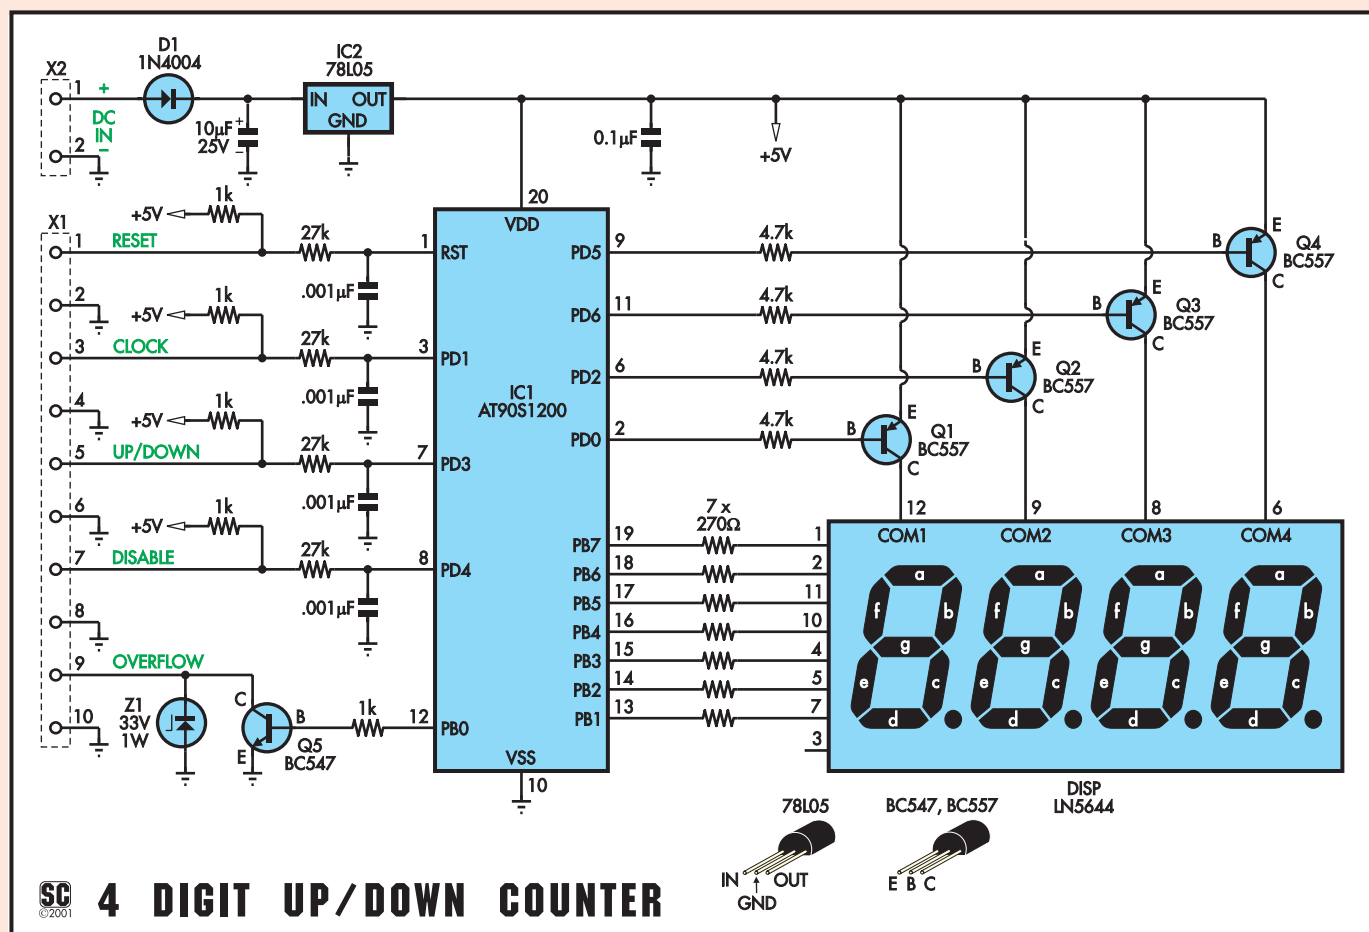 X2
1
+
DC
IN
−
2
D1
1N4004
10µF
25V
+
−
IC2
78L05
IN OUT
GND
0.1µF
+5V
X1
1
RESET
+5V
1k
27k
.001µF
1
RST
2
3
CLOCK
+5V
1k
27k
.001µF
3
PD1
4
5
UP/DOWN
+5V
1k
27k
.001µF
7
PD3
6
7
DISABLE
+5V
1k
27k
.001µF
8
PD4
8
9
OVERFLOW
10
Z1
33V
1W
C
B
E
Q5
BC547
1k
12
PB0
20
VDD
IC1
AT90S1200
VSS
10
PD5
9
4.7k
B
E
C
Q4
BC557
PD6
11
4.7k
B
E
C
Q3
BC557
PD2
6
4.7k
B
E
C
Q2
BC557
PD0
2
4.7k
B
E
C
Q1
BC557
7 x
270Ω
PB7 19 1
PB6 18 2
PB5 17 11
PB4 16 10
PB3 15 4
PB2 14 5
PB1 13 7
3
12 9 8 6
COM1 COM2 COM3 COM4
a a a a
f b f b f b f b
g g g g
e c e c e c e c
d d d d
DISP
LN5644
78L05
IN OUT
GND
BC547, BC557
E B C
SC
©2001
4 DIGIT UP/DOWN COUNTER